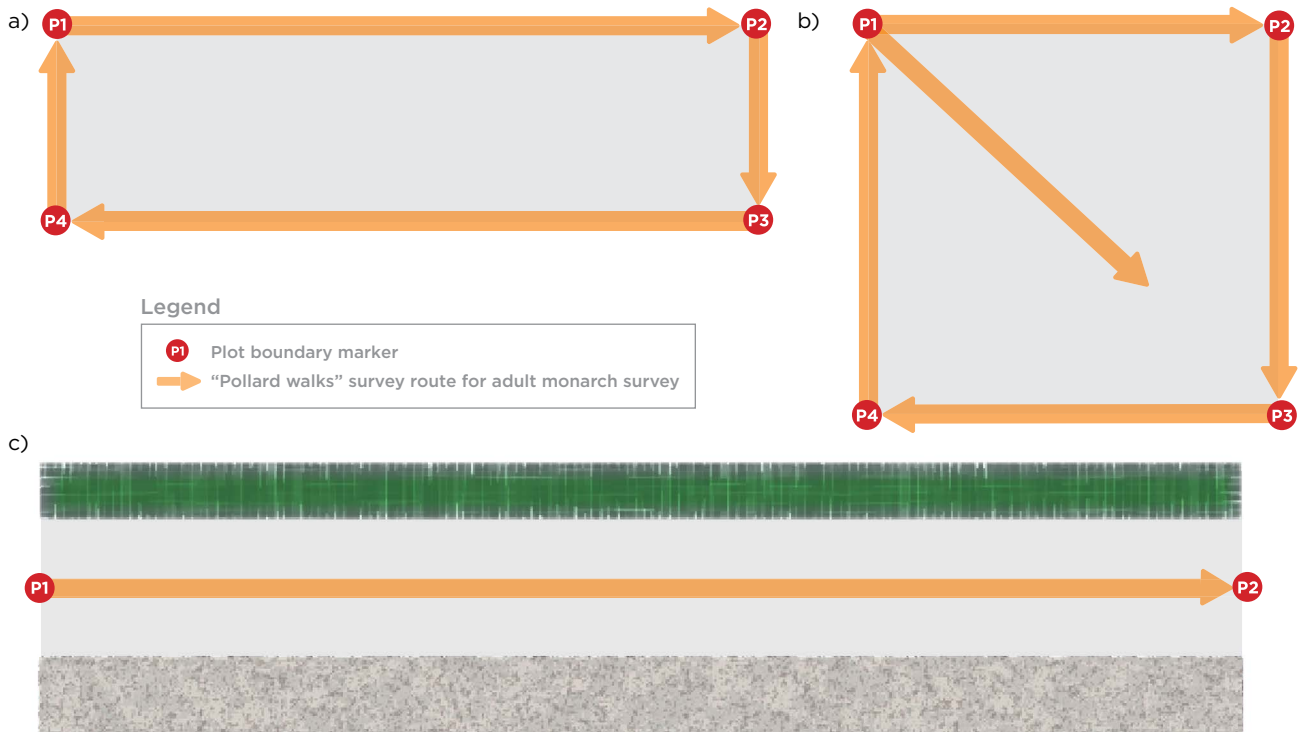 a)
P1
P2
P4
P3
b)
P1
P2
P4
P3
Legend
P1 Plot boundary marker
“Pollard walks” survey route for adult monarch survey
c)
P1
P2